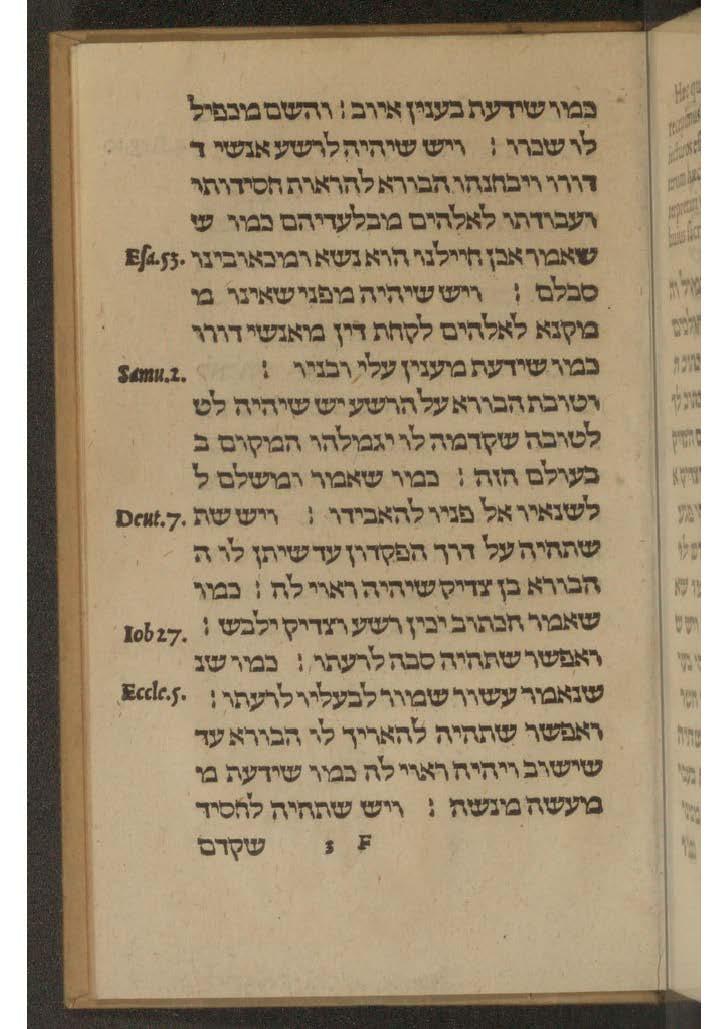 כמו שידעת בענין איוב : והשם מכפיל
לו שכרו : ויש שיהיה לרשע אנשי ד
דורו ויבחנהו הבורא להראות חסידותו
ועבודתו לאלהים מבלעדיהם כמו ש
שאמר אכן חיילנו הוא נשא ומכאובינו Esa.53.
סבלם : ויש שיהיה מפני שאינו מ
מקנא לאלהים לקחת דין מאנשי דורו
כמו שידעת מענין עלי ובניו : Samu.2.
וטובת הבורא על הרשע יש שיהיה לט
לטובה שקדמה לו יגמלהו המקום ב
בעולם הזה : כמו שאמר ומשלם ל
לשנאיו אל פניו להאבידו : ויש שת Deut.7.
שתהיה על דרך הפקדון עד שיתן לו ה
הבורא בן צדיק שיהיה ראוי לה : כמו
שאמר הכתוב יכין רשע וצדיק ילבש : Iob 27.
ואפשר שתהיה סבה לרעתו : כמו שנ
שנאמר עשור שמור לבעליו לרעתו : Eccle.5.
ואפשר שתהיה להאריך לו הבורא עד
שישוב ויהיה ראוי לה כמו שידעת מ
מעשה מנשה : ויש שתהיה לחסיד
שקדם 3 F